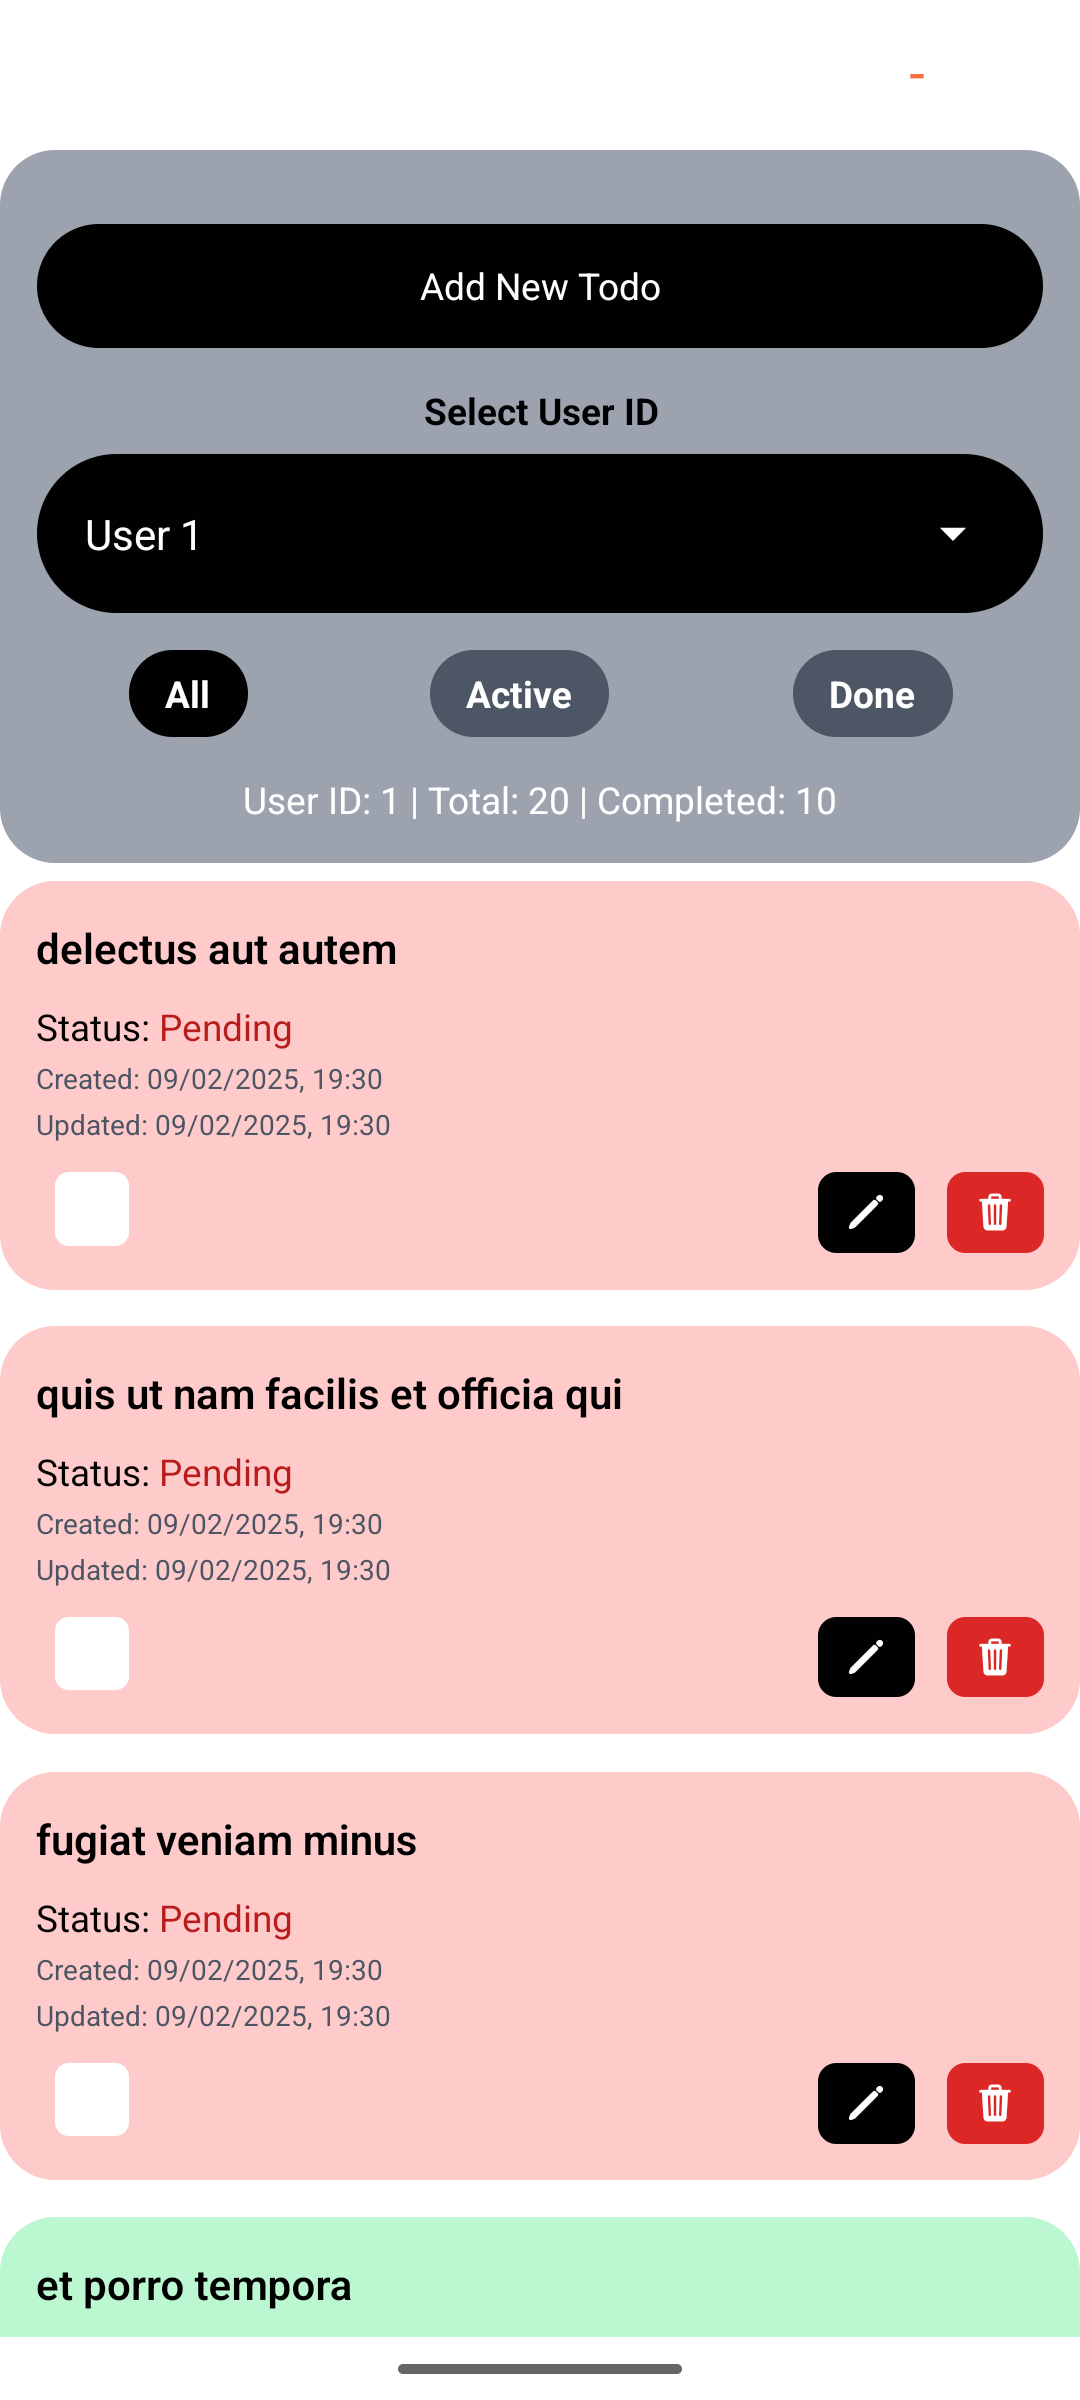 Add New Todo
Select User ID
User 1
All
Active
Done
User ID: 1 | Total: 20 | Completed: 10
delectus aut autem
Status: Pending
Created: 09/02/2025, 19:30
Updated: 09/02/2025, 19:30
quis ut nam facilis et officia qui
Status: Pending
Created: 09/02/2025, 19:30
Updated: 09/02/2025, 19:30
fugiat veniam minus
Status: Pending
Created: 09/02/2025, 19:30
Updated: 09/02/2025, 19:30
et porro tempora